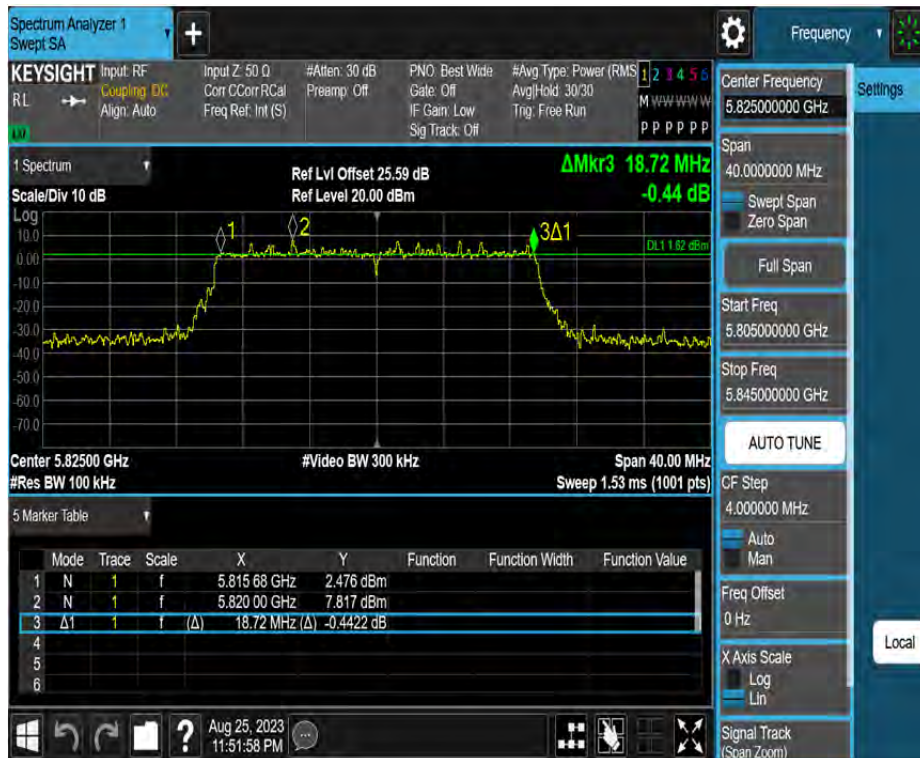 Spectrum Analyzer 1
Swept SA
+
Frequency
KEYSIGHT
RL
Input: RF
Coupling: DC
Align: Auto
Input Z: 50 Ω
Corr CCorr RCal
Freq Ref: Int (S)
#Atten: 30 dB
Preamp: Off
PNO: Best Wide
Gate: Off
IF Gain: Low
Sig Track: Off
#Avg Type: Power (RMS
Avg|Hold: 30/30
Trig: Free Run
1 2 3 4 5 6
M W W W W W
P P P P P P
1 Spectrum
Scale/Div 10 dB
Ref Lvl Offset 25.59 dB
Ref Level 20.00 dBm
ΔMkr3 18.72 MHz
-0.44 dB
Log
10.0
0.00
-10.0
-20.0
-30.0
-40.0
-50.0
-60.0
-70.0
1
2
3Δ1
DL1 1.62 dBm
Center 5.82500 GHz
#Video BW 300 kHz
Span 40.00 MHz
#Res BW 100 kHz
Sweep 1.53 ms (1001 pts)
5 Marker Table
Mode Trace Scale X Y Function Function Width Function Value
1 N 1 f 5.815 68 GHz 2.476 dBm
2 N 1 f 5.820 00 GHz 7.817 dBm
3 Δ1 1 f (Δ) 18.72 MHz (Δ) -0.4422 dB
4
5
6
?
Aug 25, 2023
11:51:58 PM
Center Frequency
5.825000000 GHz
Span
40.0000000 MHz
Swept Span
Zero Span
Full Span
Start Freq
5.805000000 GHz
Stop Freq
5.845000000 GHz
AUTO TUNE
CF Step
4.000000 MHz
Auto
Man
Freq Offset
0 Hz
X Axis Scale
Log
Lin
Signal Track
(Span Zoom)
Settings
Local